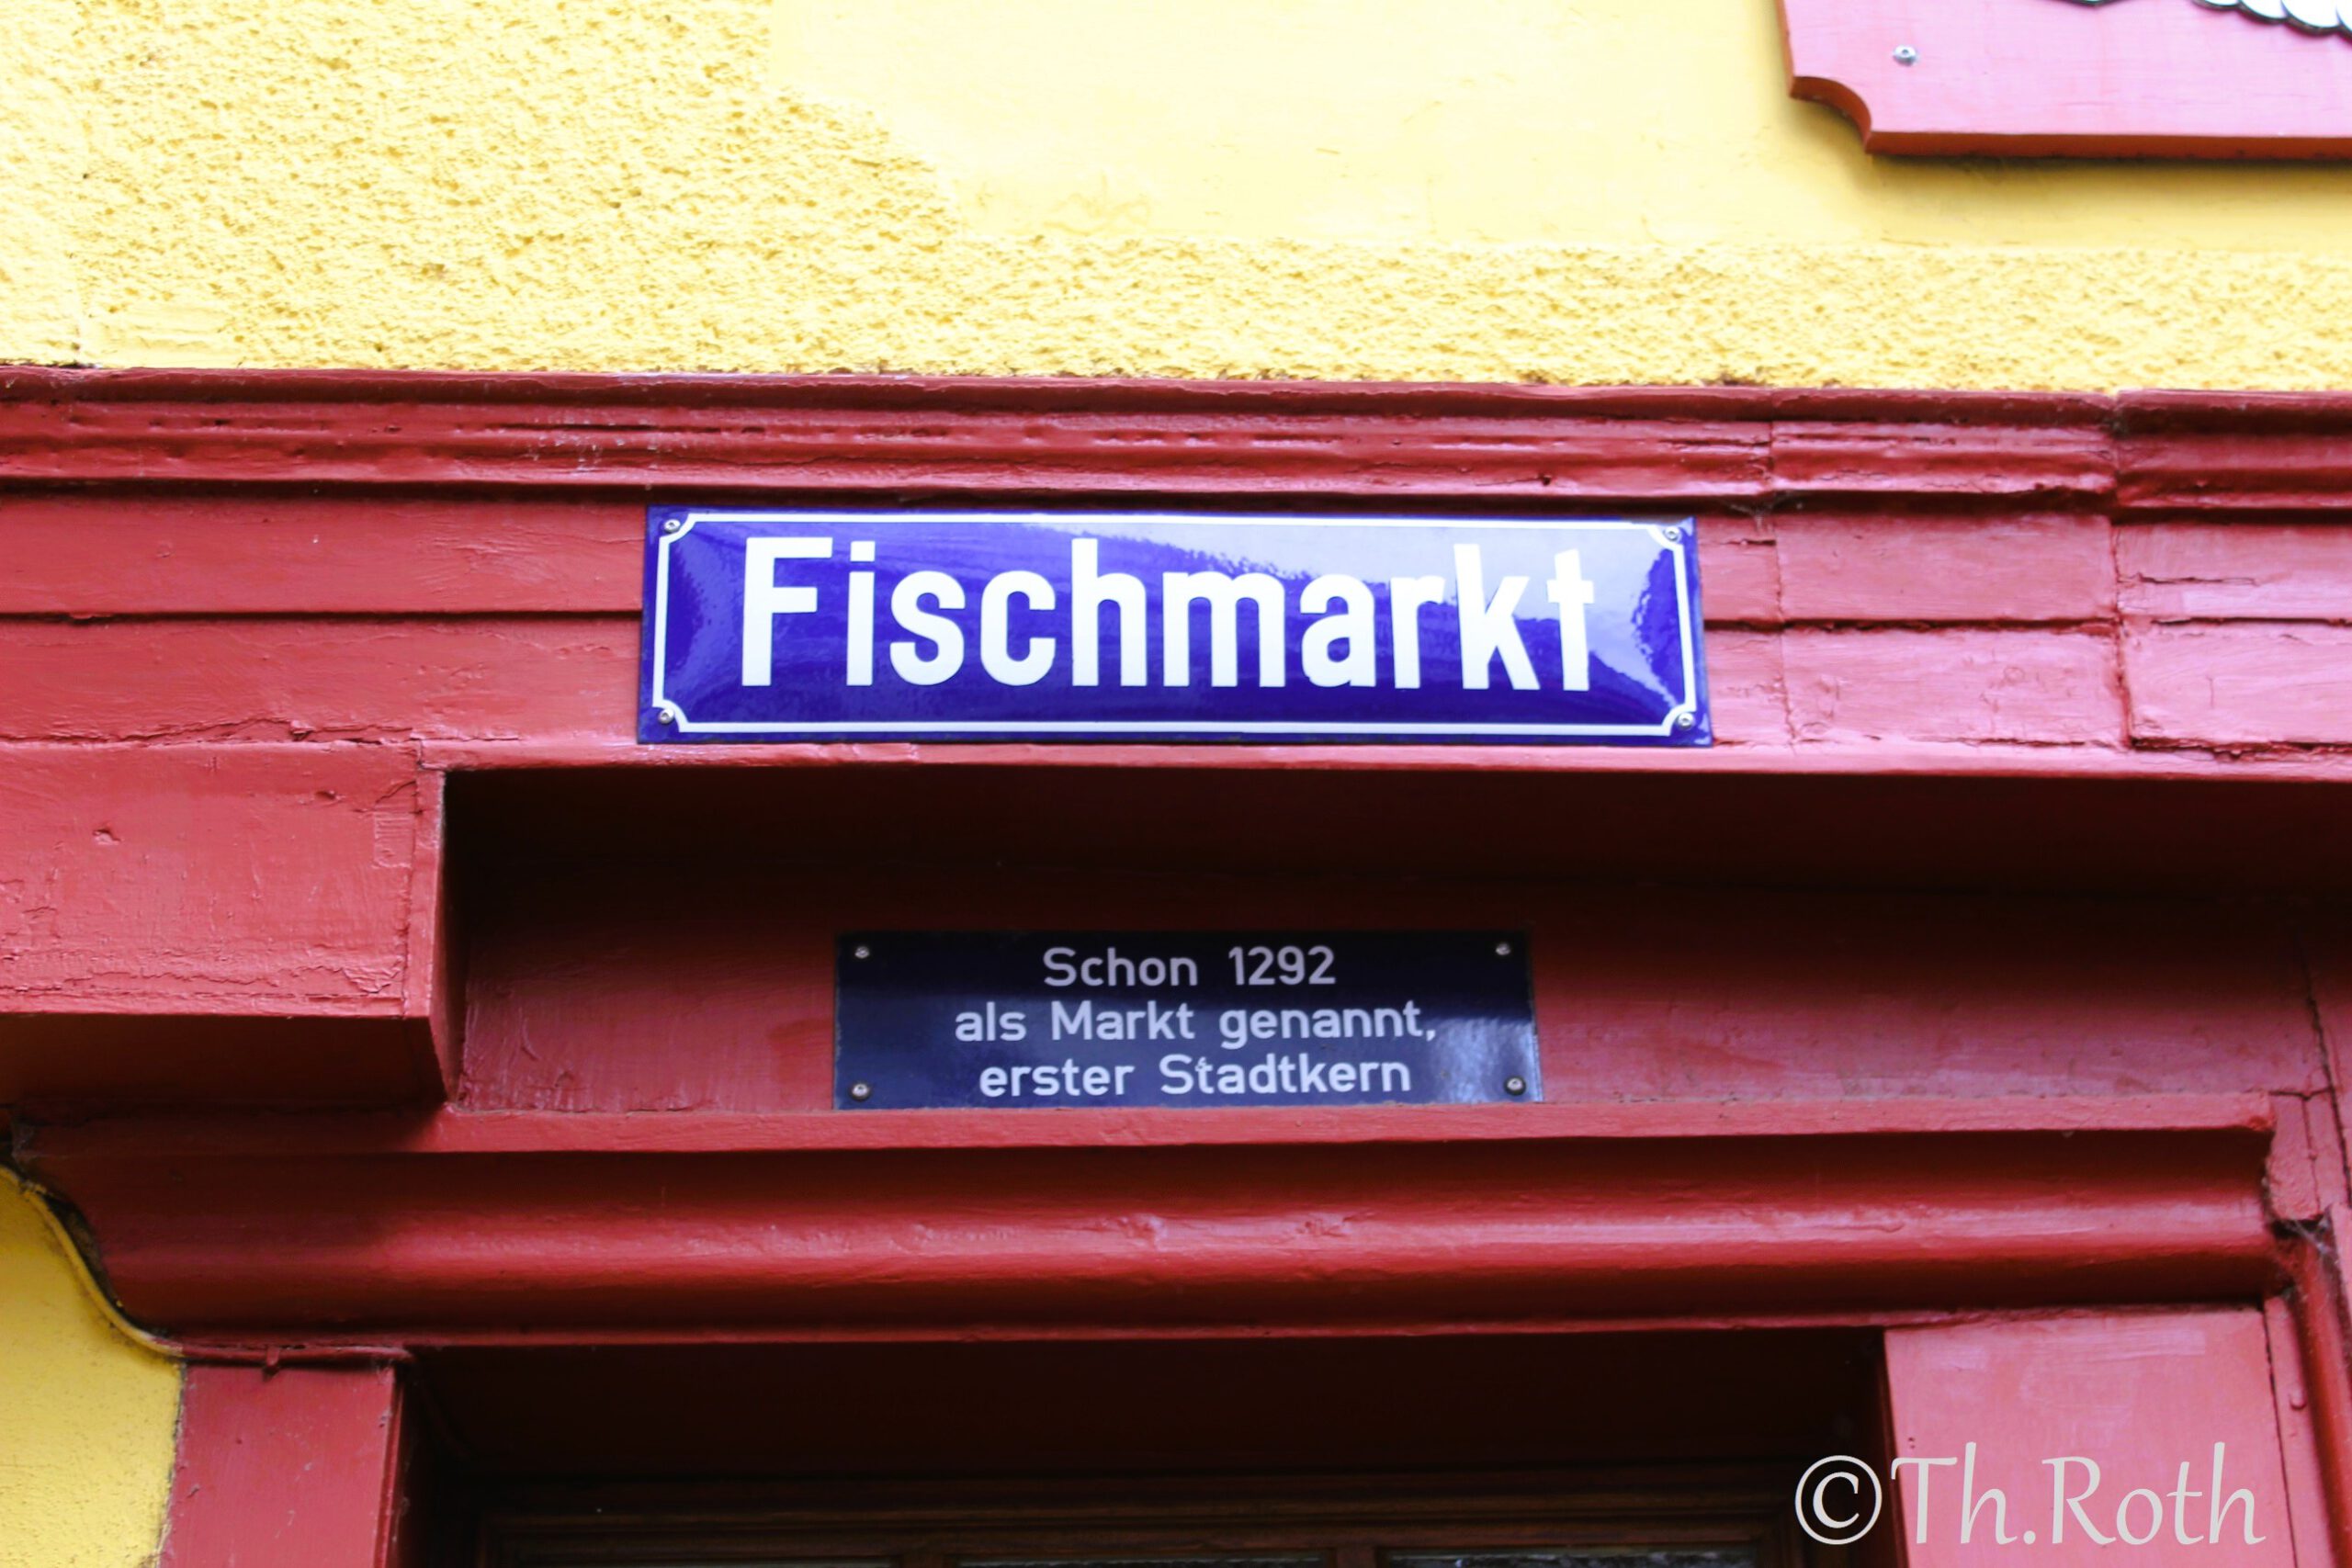 Fischmarkt
Schon 1292
als Markt genannt,
erster Stadtkern
©Th.Roth